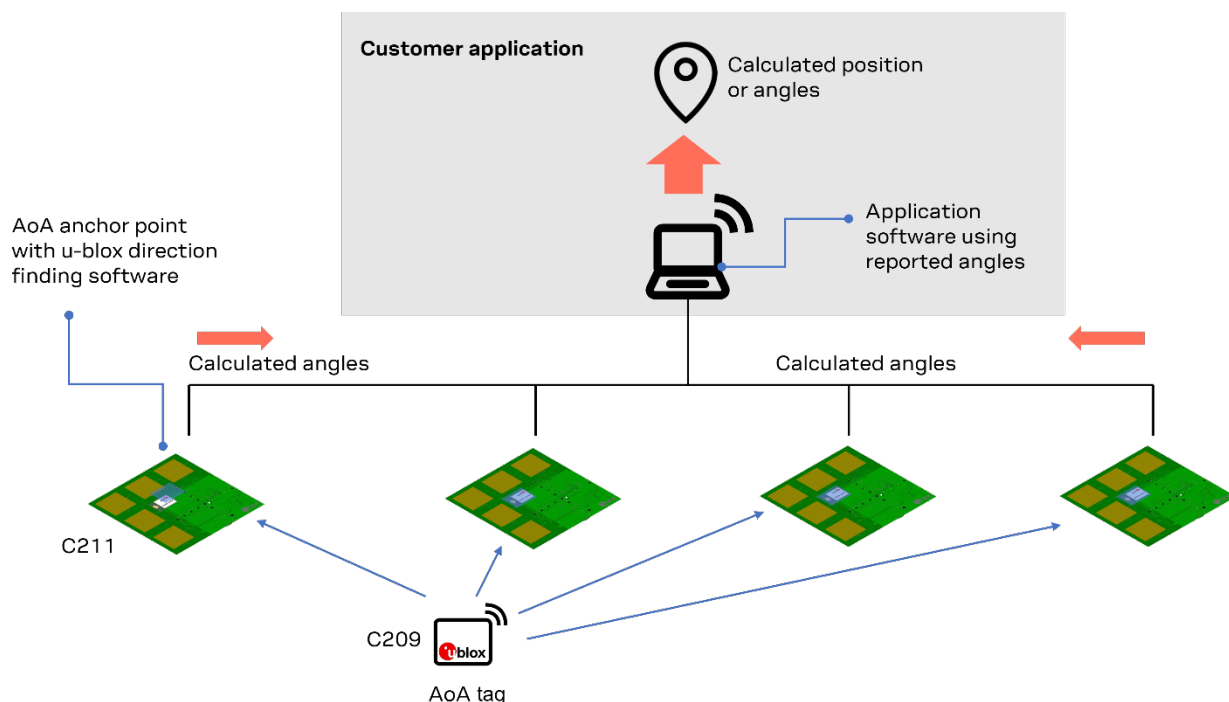 Customer application
Calculated position
or angles
AoA anchor point
with u-blox direction
finding software
Application
software using
reported angles
Calculated angles
Calculated angles
C211
C209
ublox
AoA tag